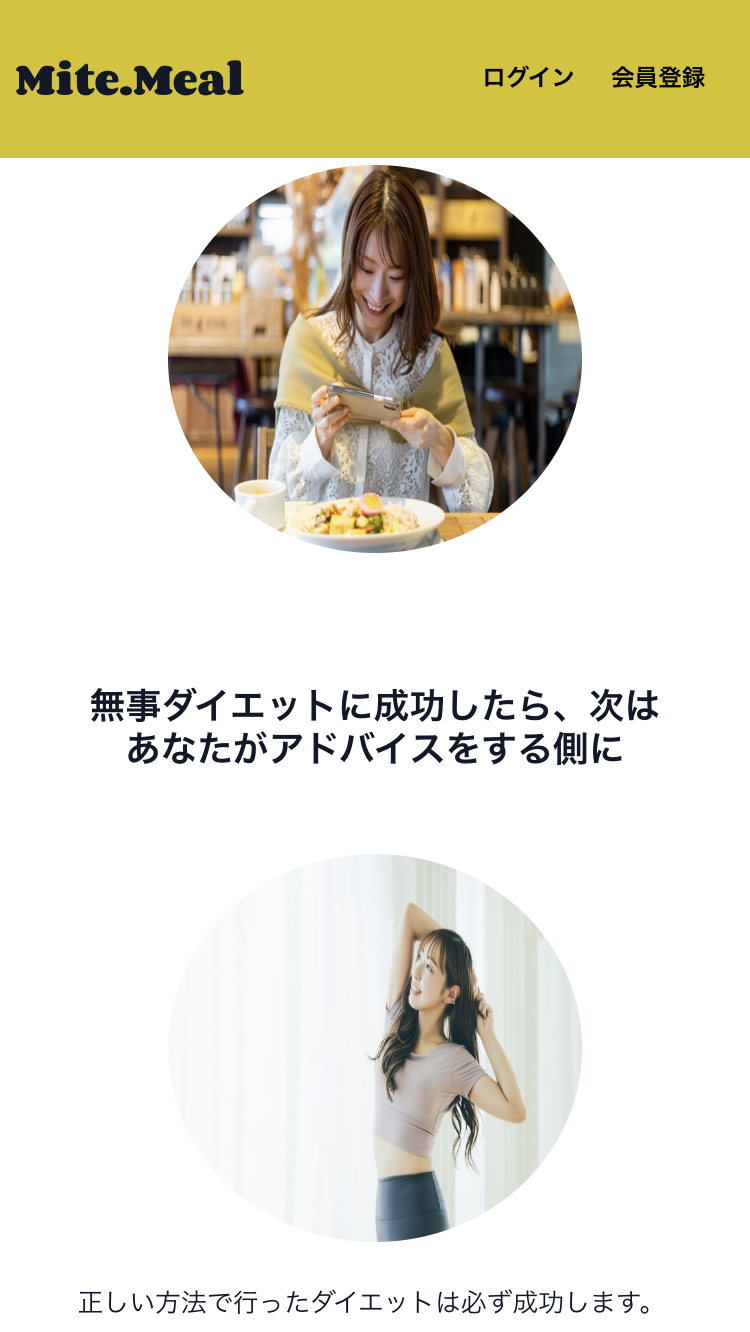 Mite.Meal
ログイン 会員登録
無事ダイエットに成功したら、次は
あなたがアドバイスをする側に
正しい方法で行ったダイエットは必ず成功します。